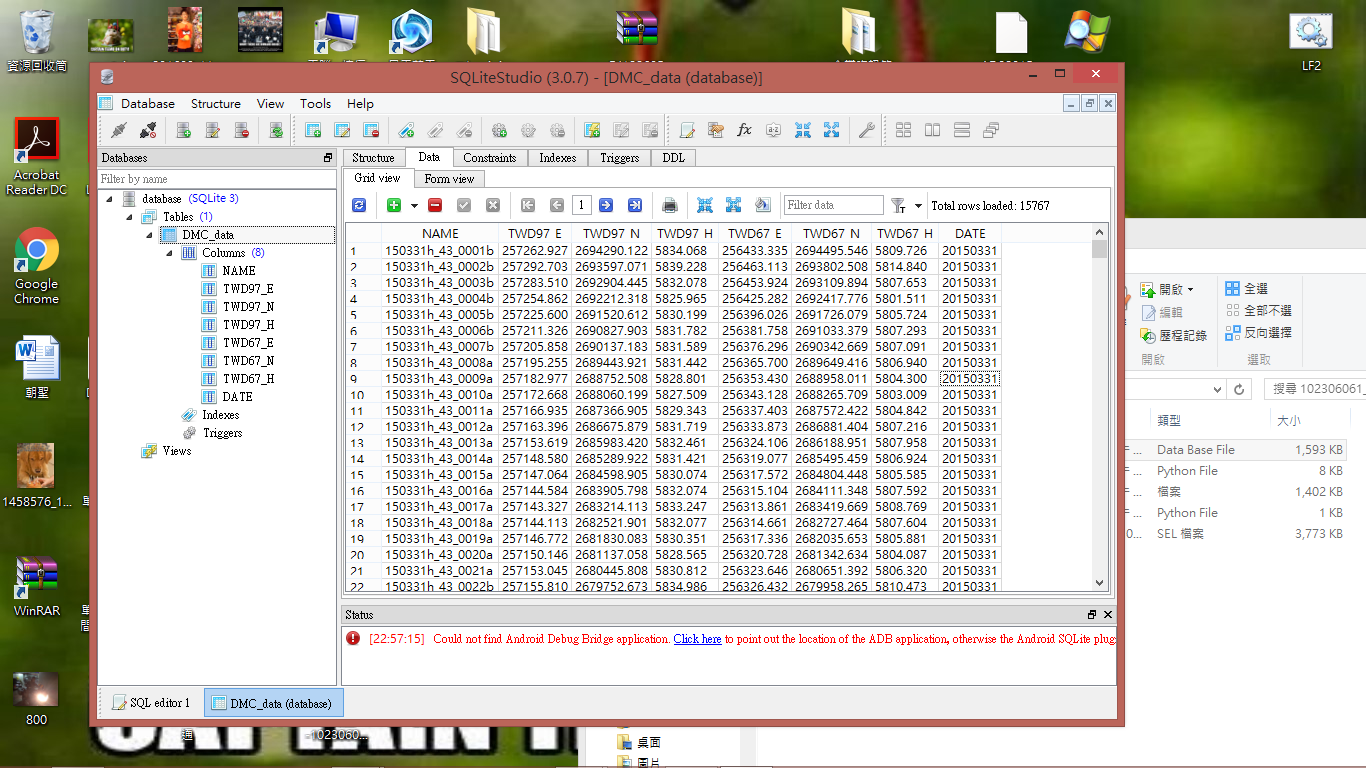 資源回收筒
LF2
SQLiteStudio (3.0.7) - [DMC_data (database)]
Database Structure View Tools Help
Databases
Filter by name
database (SQLite 3)
Tables (1)
DMC_data
Columns (8)
NAME
TWD97_E
TWD97_N
TWD97_H
TWD67_E
TWD67_N
TWD67_H
DATE
Indexes
Triggers
Views
Structure Data Constraints Indexes Triggers DDL
Grid view Form view
1 Filter data Total rows loaded: 15767
NAME TWD97_E TWD97_N TWD97_H TWD67_E TWD67_N TWD67_H DATE
1 150331h_43_0001b 257262.927 2694290.122 5834.068 256433.335 2694495.546 5809.726 20150331
2 150331h_43_0002b 257292.703 2693597.071 5839.228 256463.113 2693802.508 5814.840 20150331
3 150331h_43_0003b 257283.510 2692904.445 5832.078 256453.924 2693109.894 5807.653 20150331
4 150331h_43_0004b 257254.862 2692212.318 5825.965 256425.282 2692417.776 5801.511 20150331
5 150331h_43_0005b 257225.600 2691520.612 5830.199 256396.026 2691726.079 5805.724 20150331
6 150331h_43_0006b 257211.326 2690827.903 5831.782 256381.758 2691033.379 5807.293 20150331
7 150331h_43_0007b 257205.858 2690137.183 5831.589 256376.296 2690342.669 5807.091 20150331
8 150331h_43_0008a 257195.255 2689443.921 5831.442 256365.700 2689649.416 5806.940 20150331
9 150331h_43_0009a 257182.977 2688752.508 5828.801 256353.430 2688958.011 5804.300 20150331
10 150331h_43_0010a 257172.668 2688060.199 5827.509 256343.128 2688265.709 5803.009 20150331
11 150331h_43_0011a 257166.935 2687366.905 5829.343 256337.403 2687572.422 5804.842 20150331
12 150331h_43_0012a 257163.396 2686675.879 5831.719 256333.873 2686881.404 5807.216 20150331
13 150331h_43_0013a 257153.619 2685983.420 5832.461 256324.106 2686188.951 5807.958 20150331
14 150331h_43_0014a 257148.580 2685289.922 5831.421 256319.077 2685495.459 5806.924 20150331
15 150331h_43_0015a 257147.064 2684598.905 5830.074 256317.572 2684804.448 5805.585 20150331
16 150331h_43_0016a 257144.584 2683905.798 5832.074 256315.104 2684111.348 5807.592 20150331
17 150331h_43_0017a 257143.327 2683214.113 5833.247 256313.861 2683419.669 5808.769 20150331
18 150331h_43_0018a 257144.113 2682521.901 5832.077 256314.661 2682727.464 5807.604 20150331
19 150331h_43_0019a 257146.772 2681830.083 5830.351 256317.336 2682035.653 5805.881 20150331
20 150331h_43_0020a 257150.146 2681137.058 5828.565 256320.728 2681342.634 5804.087 20150331
21 150331h_43_0021a 257153.045 2680445.808 5830.812 256323.646 2680651.392 5806.320 20150331
22 150331h_43_0022b 257155.810 2679752.673 5834.986 256326.432 2679958.265 5810.473 20150331
Status
[22:57:15] Could not find Android Debug Bridge application. Click here to point out the location of the ADB application, otherwise the Android SQLite plug
SQL editor 1 DMC_data (database)
Acrobat
Reader DC
Google
Chrome
朝聖
1458576_1...
WinRAR
800
-1023060...
開啟
編輯
歷程記錄
開啟
全選
全部不選
反向選擇
選取
搜尋 102306061_
類型 大小
Data Base File 1,593 KB
Python File 8 KB
檔案 1,402 KB
Python File 1 KB
0... SEL 檔案 3,773 KB
桌面
圖片